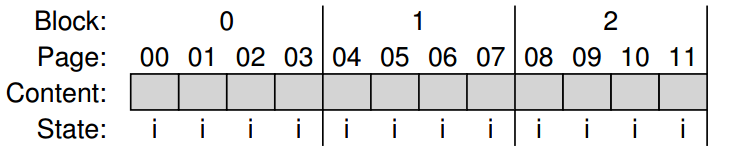 Block: 0 1 2
Page: 00 01 02 03 04 05 06 07 08 09 10 11
Content:
State: i i i i i i i i i i i i